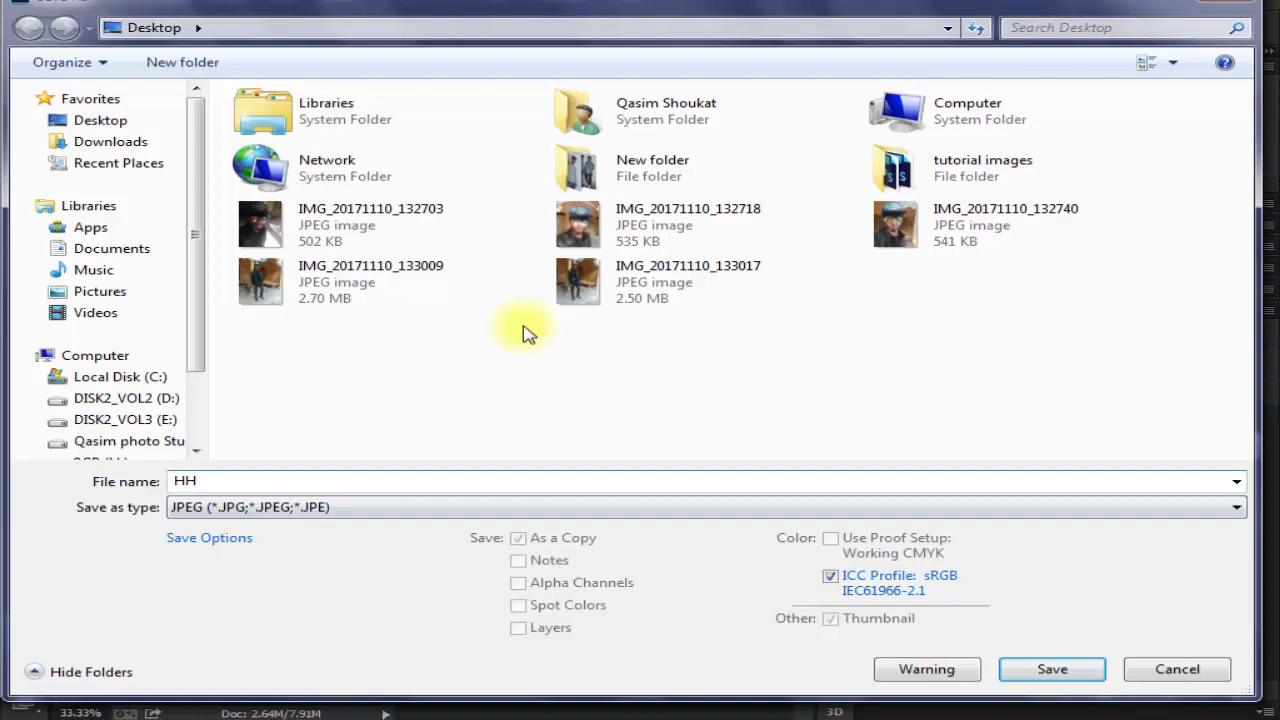 Desktop
Search Desktop
Organize
New folder
Favorites
Desktop
Downloads
Recent Places
Libraries
Apps
Documents
Music
Pictures
Videos
Computer
Local Disk (C:)
DISK2_VOL2 (D:)
DISK2_VOL3 (E:)
Qasim photo Stu
Libraries
System Folder
Qasim Shoukat
System Folder
Computer
System Folder
Network
System Folder
New folder
File folder
tutorial images
File folder
IMG_20171110_132703
JPEG image
502 KB
IMG_20171110_132718
JPEG image
535 KB
IMG_20171110_132740
JPEG image
541 KB
IMG_20171110_133009
JPEG image
2.70 MB
IMG_20171110_133017
JPEG image
2.50 MB
File name: HH
Save as type: JPEG (*.JPG;*.JPEG;*.JPE)
Save Options
Save: As a Copy
Notes
Alpha Channels
Spot Colors
Layers
Color: Use Proof Setup:
Working CMYK
ICC Profile: sRGB
IEC61966-2.1
Other: Thumbnail
Hide Folders
Warning
Save
Cancel
33.33%
Doc: 2.64M/7.91M
3D